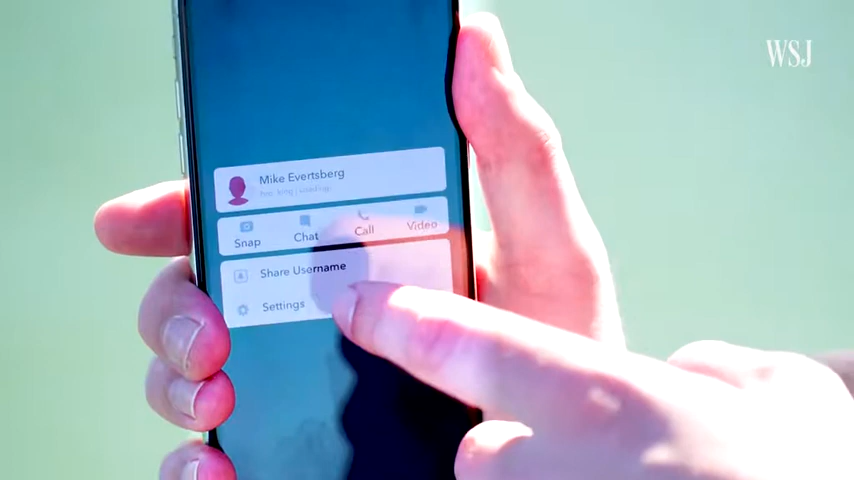 WSJ
Mike Evertsberg
Snap Chat Call Video
Share Username
Settings